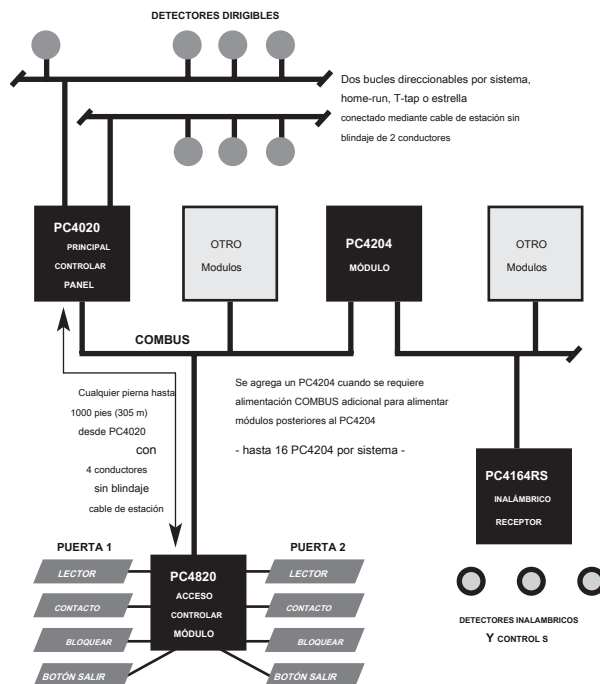 DETECTORES DIRIGIBLES
Dos bucles direccionables por sistema,
home-run, T-tap o estrella
conectado mediante cable de estación sin
blindaje de 2 conductores
PC4020
PRINCIPAL
CONTROLAR
PANEL
OTRO
Modulos
PC4204
MÓDULO
OTRO
Modulos
COMBUS
Cualquier pierna hasta
1000 pies (305 m)
desde PC4020
con
4 conductores
sin blindaje
cable de estación
Se agrega un PC4204 cuando se requiere
alimentación COMBUS adicional para alimentar
módulos posteriores al PC4204
- hasta 16 PC4204 por sistema -
PC4164RS
INALÁMBRICO
RECEPTOR
PUERTA 1
LECTOR
CONTACTO
BLOQUEAR
BOTÓN SALIR
PC4820
ACCESO
CONTROLAR
MÓDULO
PUERTA 2
LECTOR
CONTACTO
BLOQUEAR
BOTÓN SALIR
DETECTORES INALAMBRICOS
Y CONTROL S